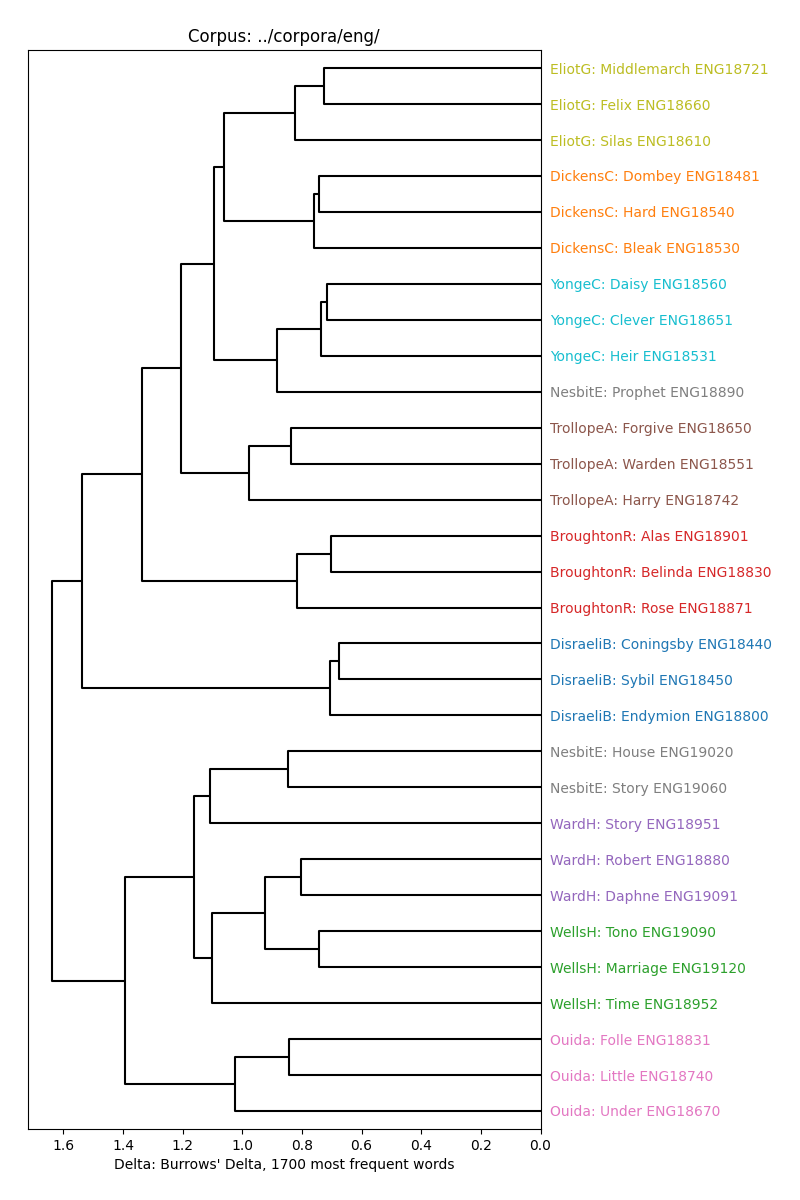 Corpus: ../corpora/eng/
EliotG: Middlemarch ENG18721
EliotG: Felix ENG18660
EliotG: Silas ENG18610
DickensC: Dombey ENG18481
DickensC: Hard ENG18540
DickensC: Bleak ENG18530
YongeC: Daisy ENG18560
YongeC: Clever ENG18651
YongeC: Heir ENG18531
NesbitE: Prophet ENG18890
TrollopeA: Forgive ENG18650
TrollopeA: Warden ENG18551
TrollopeA: Harry ENG18742
BroughtonR: Alas ENG18901
BroughtonR: Belinda ENG18830
BroughtonR: Rose ENG18871
DisraeliB: Coningsby ENG18440
DisraeliB: Sybil ENG18450
DisraeliB: Endymion ENG18800
NesbitE: House ENG19020
NesbitE: Story ENG19060
WardH: Story ENG18951
WardH: Robert ENG18880
WardH: Daphne ENG19091
WellsH: Tono ENG19090
WellsH: Marriage ENG19120
WellsH: Time ENG18952
Ouida: Folle ENG18831
Ouida: Little ENG18740
Ouida: Under ENG18670
1.6 1.4 1.2 1.0 0.8 0.6 0.4 0.2 0.0
Delta: Burrows' Delta, 1700 most frequent words